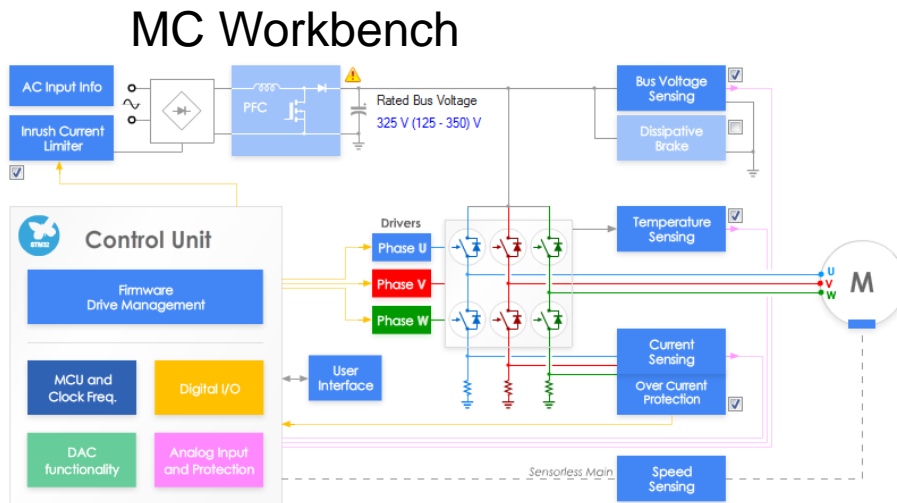 MC Workbench
AC Input Info
PFC
Rated Bus Voltage
325 V (125 - 350) V
Bus Voltage
Sensing
Inrush Current
Limiter
Dissipative
Brake
STM32
Control Unit
Drivers
Phase U
Phase V
Phase W
Temperature
Sensing
U
V
W
M
Firmware
Drive Management
Current
Sensing
Over Current
Protection
User
Interface
MCU and
Clock Freq.
Digital I/O
DAC
functionality
Analog Input
and Protection
Sensorless Main
Speed
Sensing